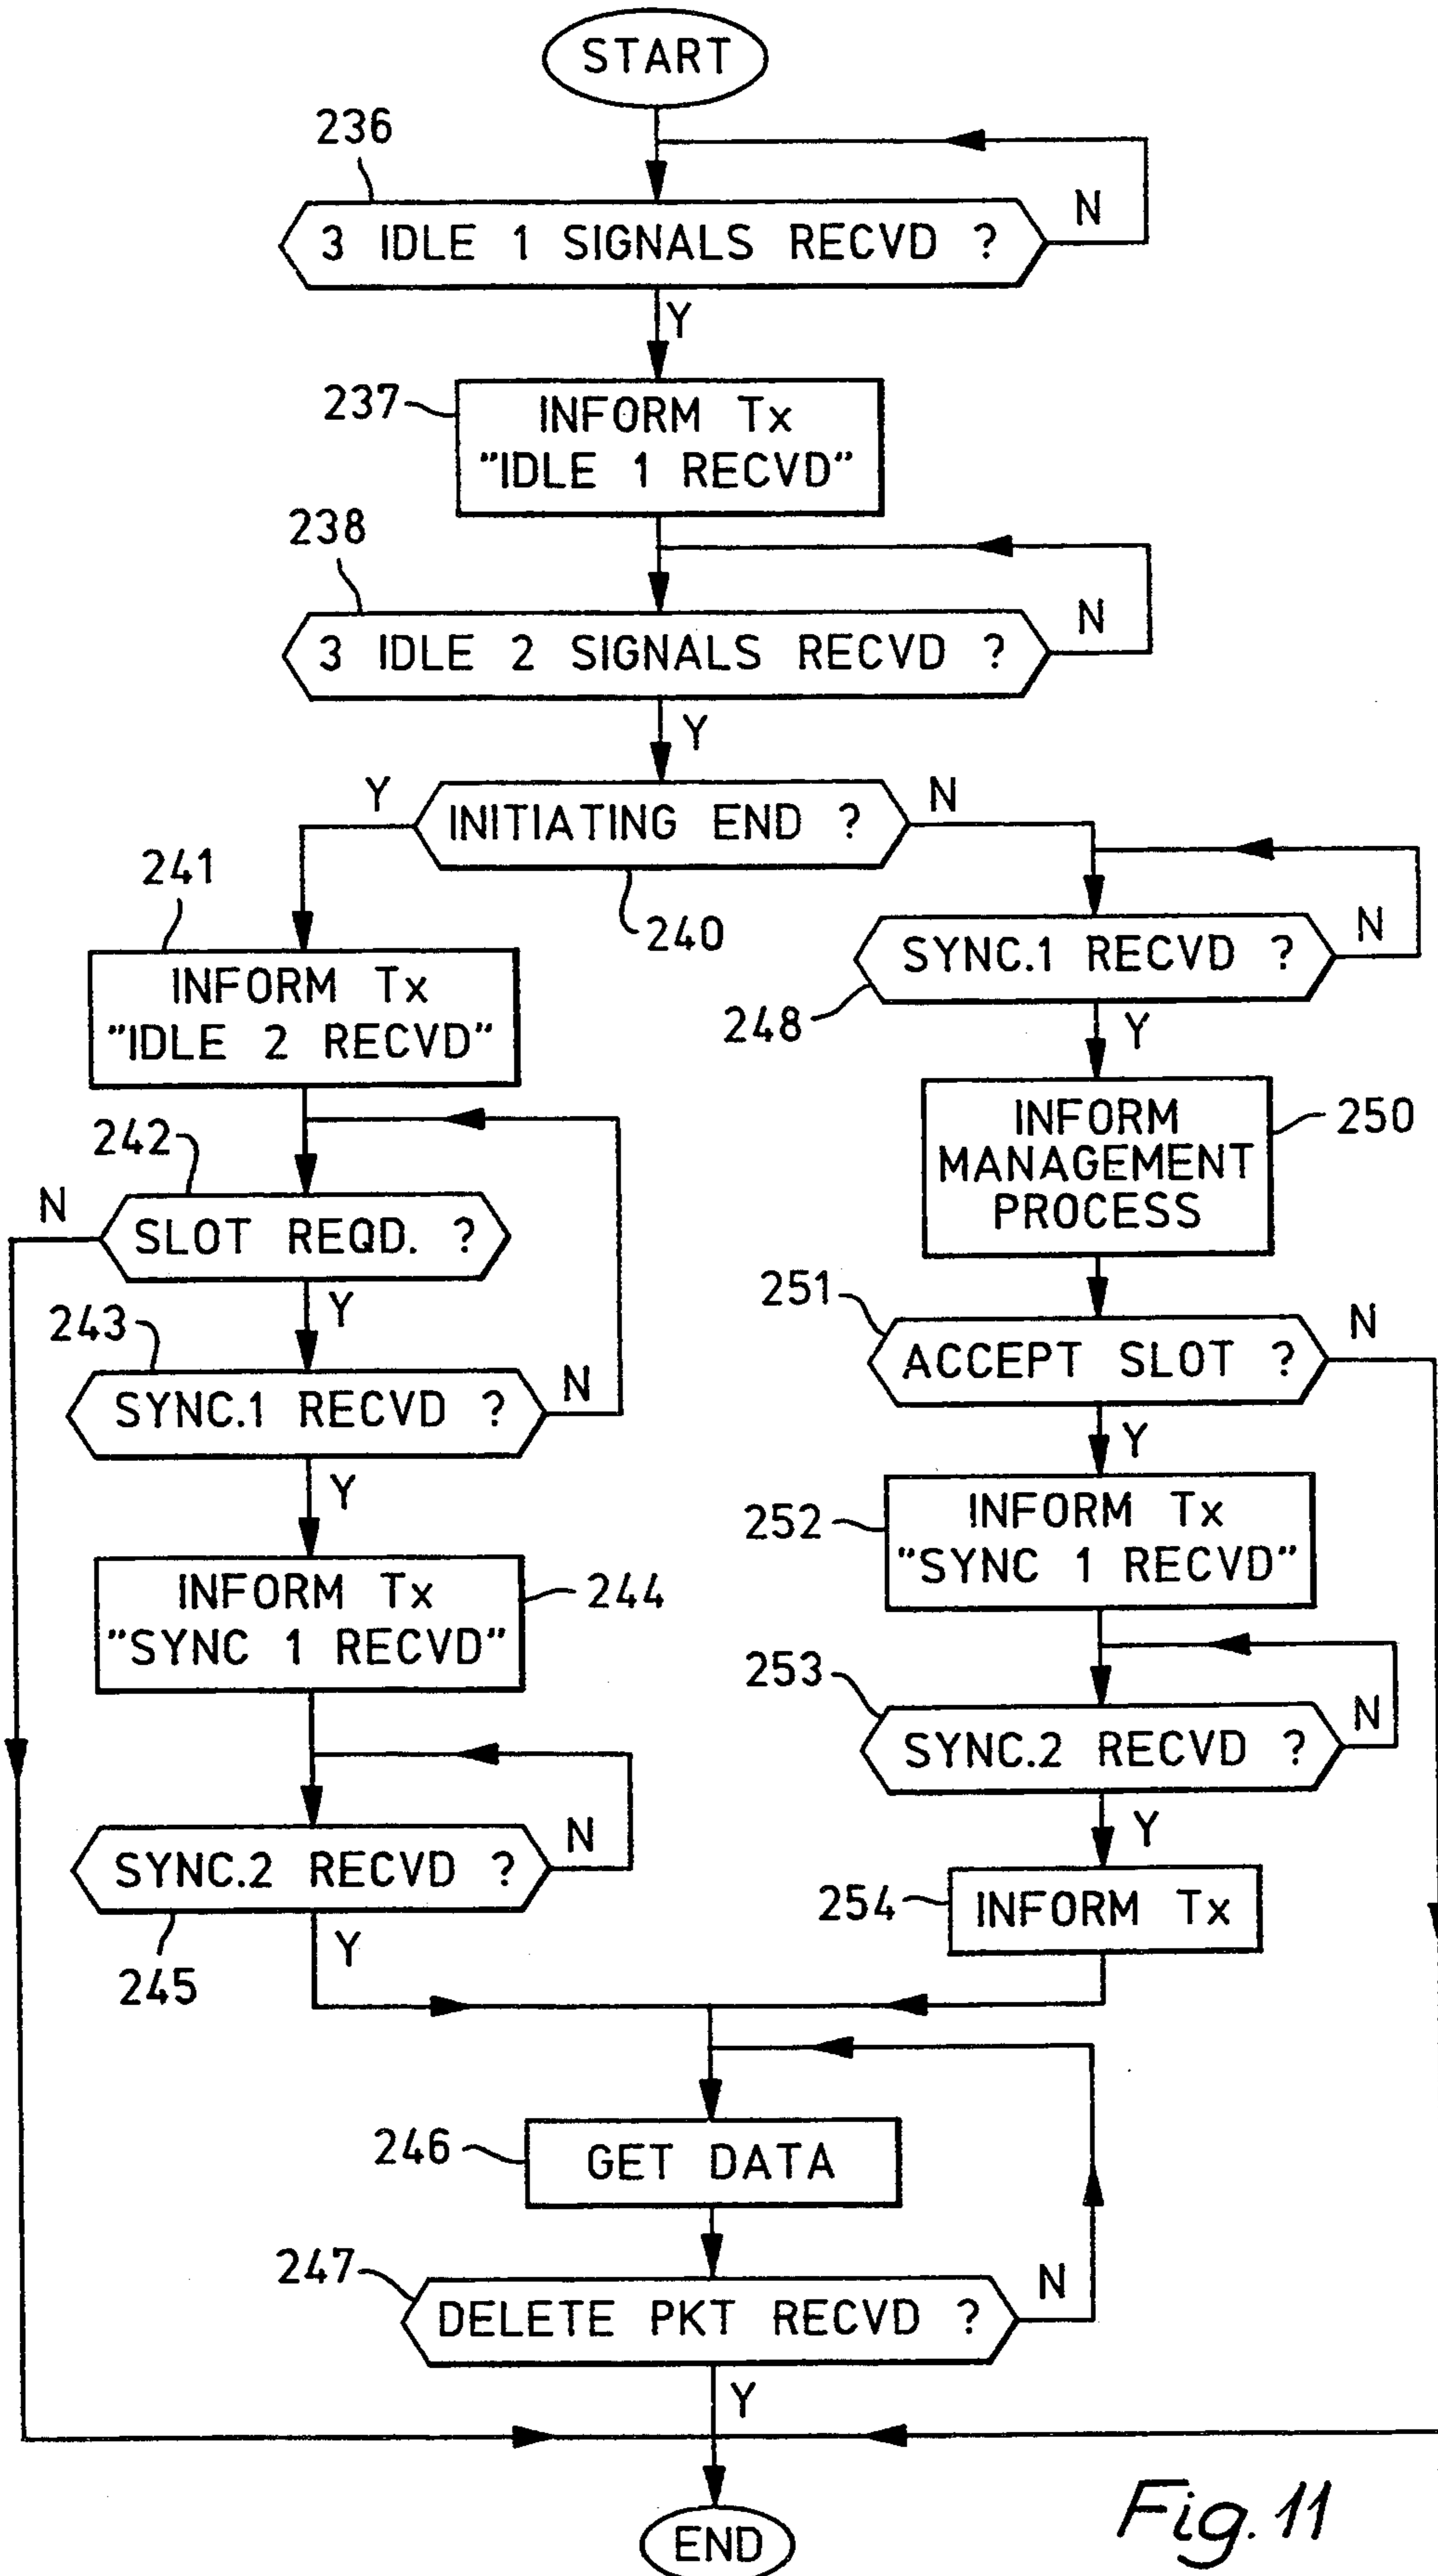 START
236
N
3 IDLE 1 SIGNALS RECVD ?
Y
237
INFORM Tx
"IDLE 1 RECVD"
238
N
3 IDLE 2 SIGNALS RECVD ?
Y
Y
INITIATING END ?
N
240
241
INFORM Tx
"IDLE 2 RECVD"
242
N
SLOT REQD. ?
Y
243
SYNC.1 RECVD ?
N
Y
INFORM Tx
"SYNC 1 RECVD"
244
SYNC.2 RECVD ?
N
245
Y
SYNC.1 RECVD ?
N
248
Y
INFORM
MANAGEMENT
PROCESS
250
251
ACCEPT SLOT ?
N
Y
252
INFORM Tx
"SYNC 1 RECVD"
253
SYNC.2 RECVD ?
N
Y
254
INFORM Tx
246
GET DATA
247
DELETE PKT RECVD ?
N
Y
END
Fig. 11